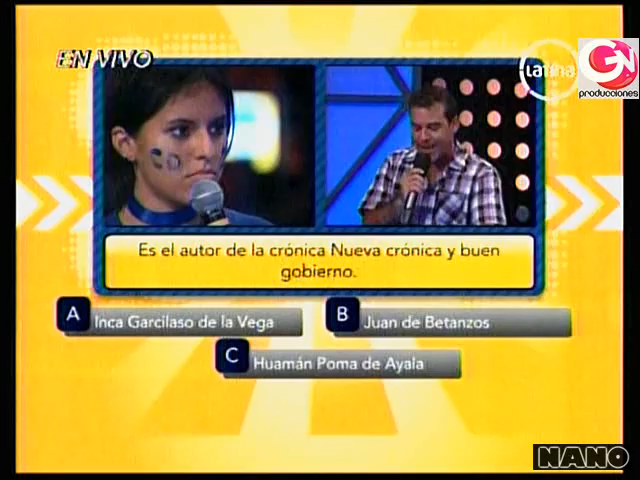 EN VIVO
Latina
GN
producciones
Es el autor de la crónica Nueva crónica y buen
gobierno.
A Inca Garcilaso de la Vega
B Juan de Betanzos
C Huamán Poma de Ayala
NANO